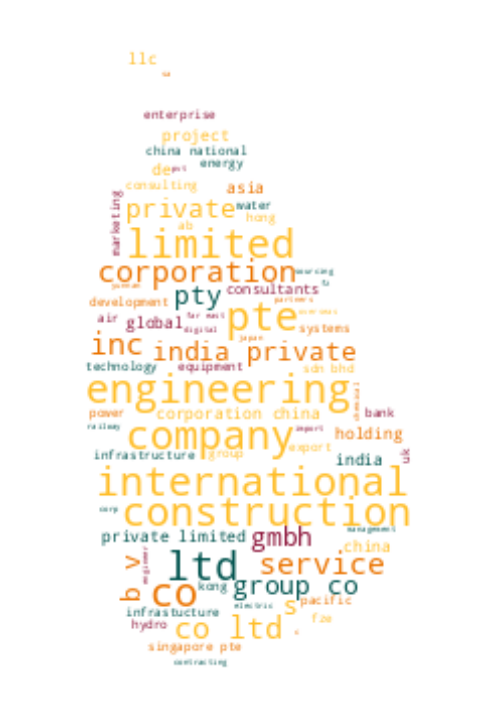 llc
enterprise
project
china national
energy
de
consulting
asia
marketing
private
water
hong
ab
limited
corporation
sourcing
yunnan
consultants
development
pty
partners
air
global
far east
digital
pte
overseas
systems
japan
inc
india private
technology
equipment
sdn bhd
engineering
power
corporation china
bank
railway
company
import
holding
export
infrastructure
group
india
uk
international
corp
construction
management
private limited
gmbh
china
engineer
b v
ltd
service
co
kong
group co
electric
s
pacific
infrastucture
fze
hydro
co ltd
singapore pte
contracting